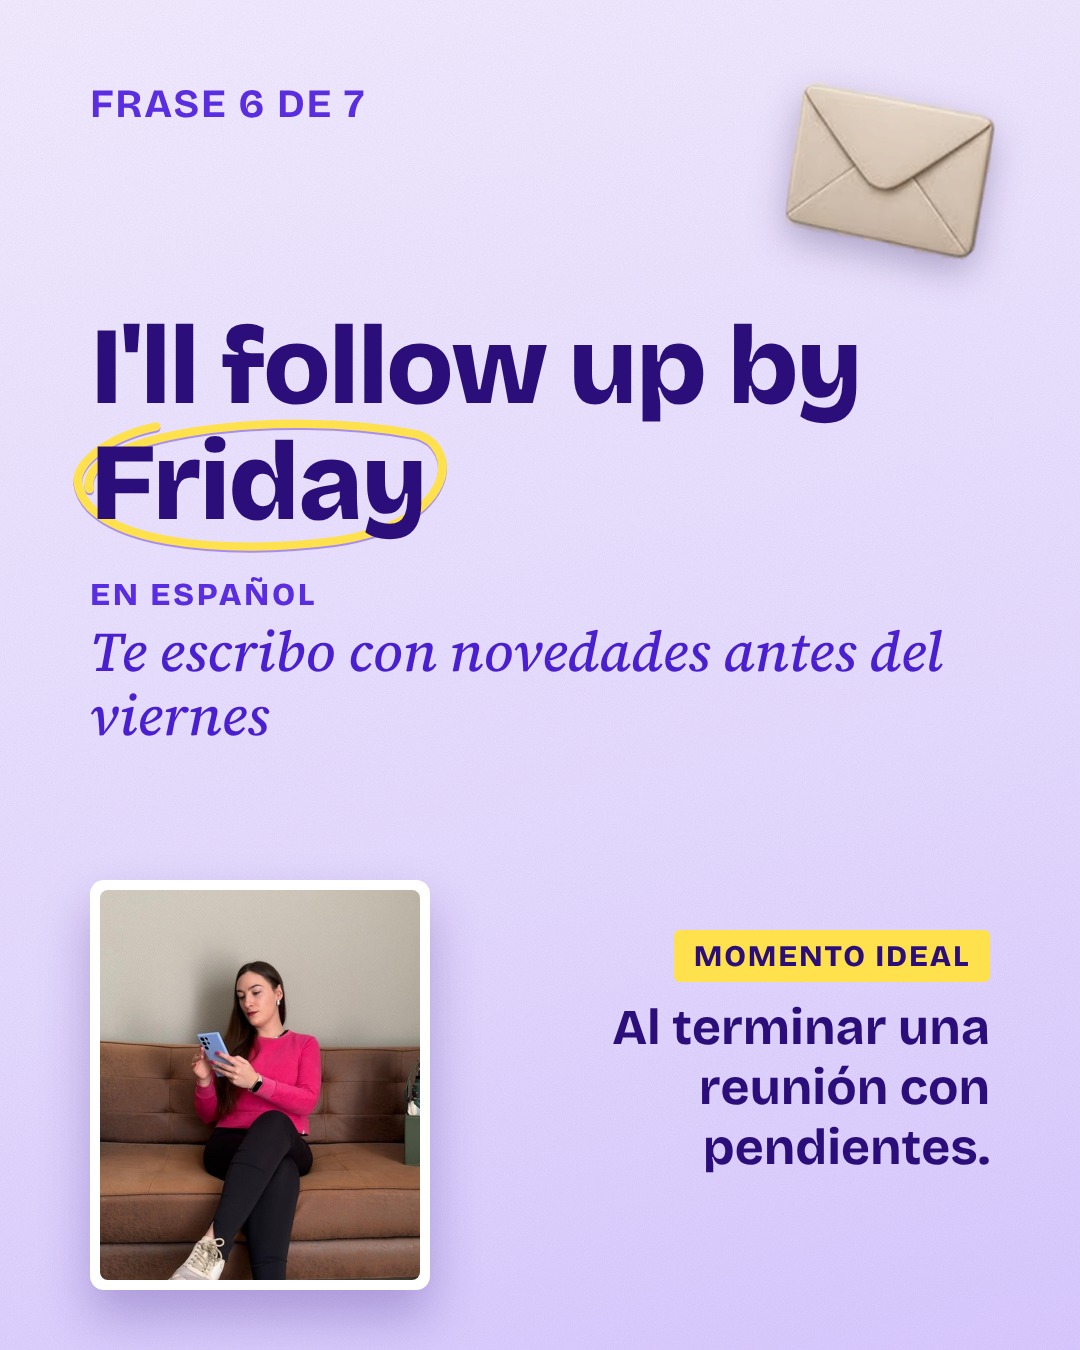 FRASE 6 DE 7
I'll follow up by
Friday
EN ESPAÑOL
Te escribo con novedades antes del
viernes
MOMENTO IDEAL
Al terminar una
reunión con
pendientes.